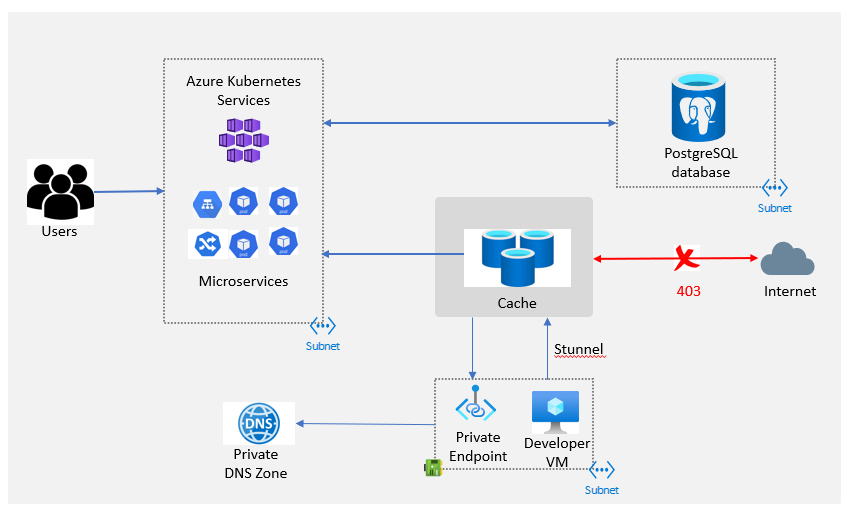 Azure Kubernetes
Services
PostgreSQL
database
Subnet
Users
pod
pod
pod
pod
Microservices
Cache
403
Internet
Subnet
Stunnel
DNS
Private
DNS Zone
Private
Endpoint
Developer
VM
Subnet